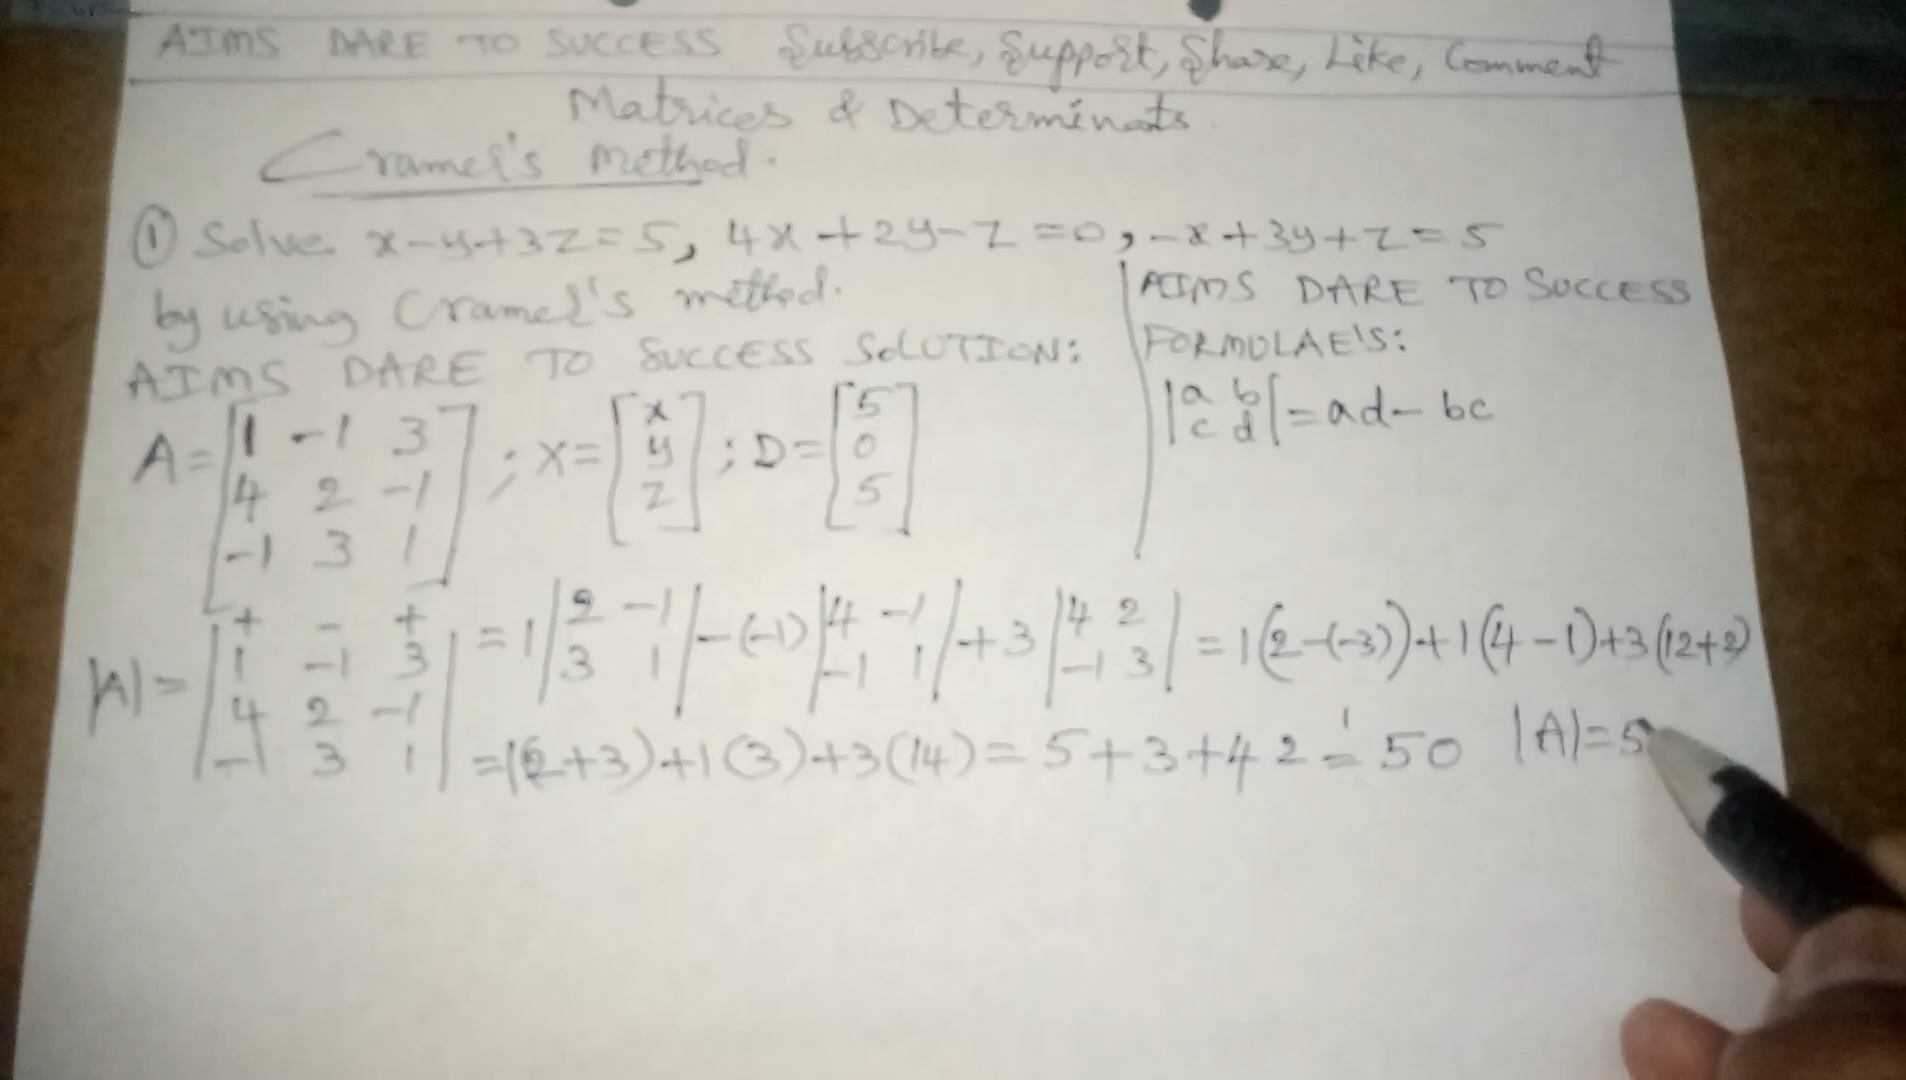 AIMS DARE TO SUCCESS Subscribe, Support, Share, Like, Comment
Matrices & Determinats
Cramer's Method.
① Solve x-y+3z=5, 4x+2y-z=0, -x+3y+z=5
by using Cramer's method.
AIMS DARE TO SUCCESS SOLUTION:
AIMS DARE TO SUCCESS
FORMULAE'S:
|a b| = ad - bc
|c d|
A = [1 -1 3] ; X = [x] ; D = [5]
[4 2 -1] [y] [0]
[-1 3 1] [z] [5]
+ - +
|A| = |1 -1 3| = 1|2 -1| -(-1)|4 -1| +3|4 2| = 1(2-(-3))+1(4-1)+3(12+2)
|4 2 -1| |3 1| |-1 1| |-1 3|
|-1 3 1| = 1(2+3)+1(3)+3(14) = 5+3+42 = 50 |A|=5